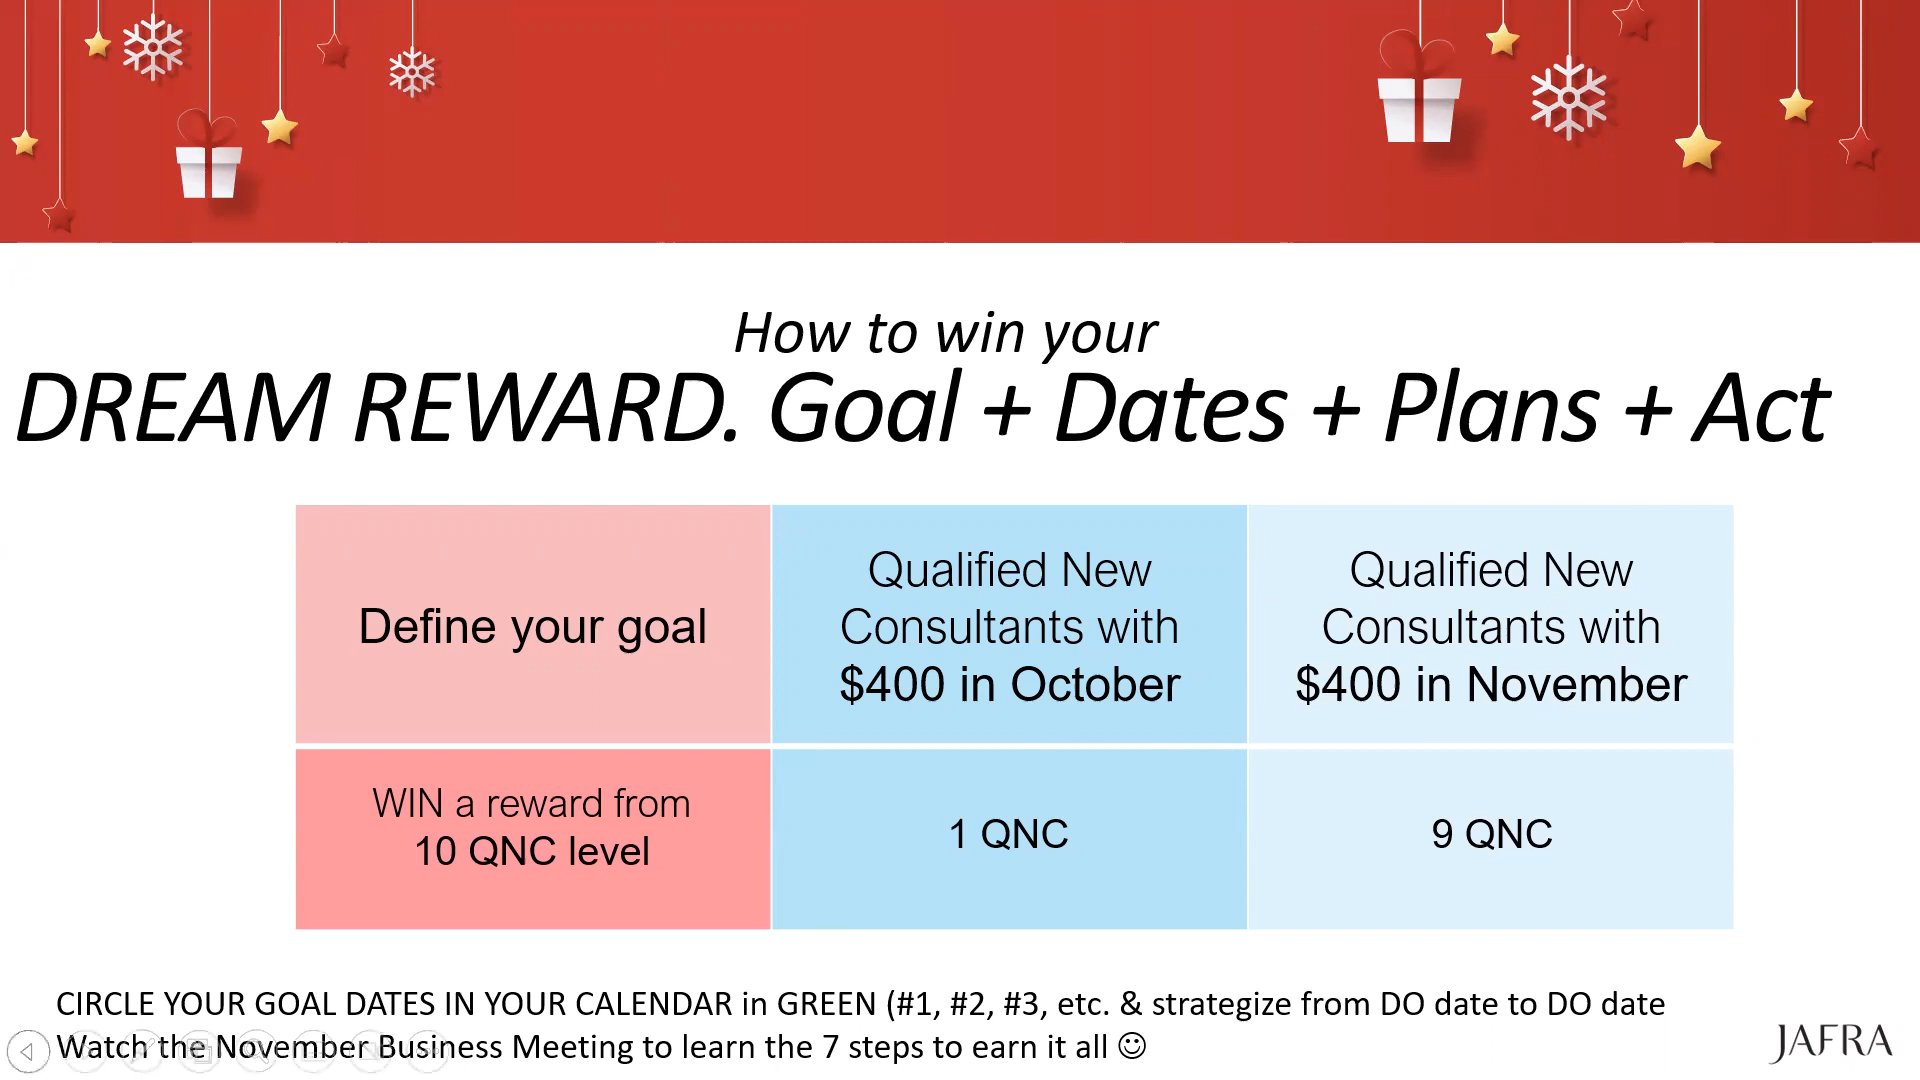 How to win your
DREAM REWARD. Goal + Dates + Plans + Act
Define your goal
Qualified New
Consultants with
$400 in October
Qualified New
Consultants with
$400 in November
WIN a reward from
10 QNC level
1 QNC
9 QNC
CIRCLE YOUR GOAL DATES IN YOUR CALENDAR in GREEN (#1, #2, #3, etc. & strategize from DO date to DO date
Watch the November Business Meeting to learn the 7 steps to earn it all ☺
JAFRA